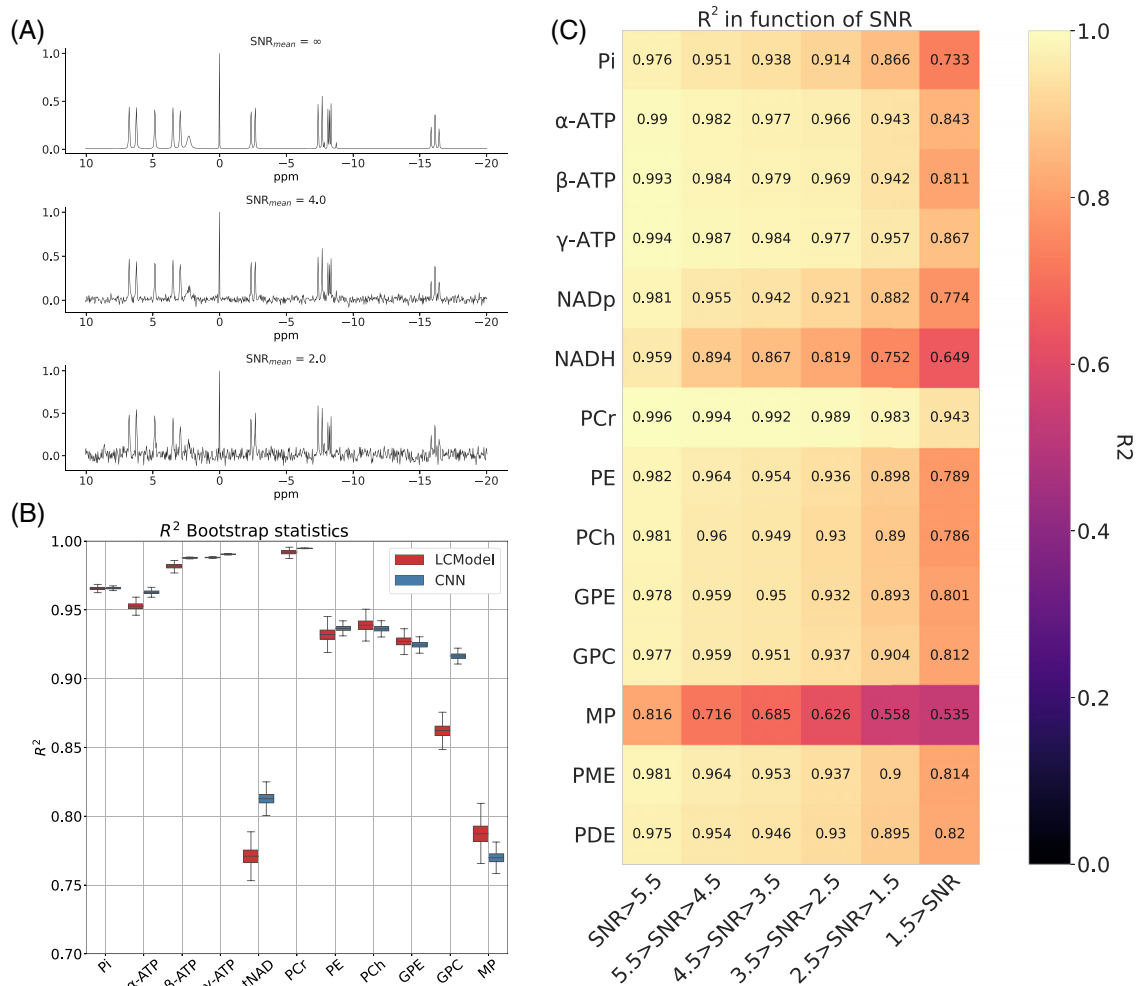 (A)
SNRmean = ∞
1.0
0.5
0.0
10 5 0 −5 −10 −15 −20
ppm
SNRmean = 4.0
1.0
0.5
0.0
10 5 0 −5 −10 −15 −20
ppm
SNRmean = 2.0
1.0
0.5
0.0
10 5 0 −5 −10 −15 −20
ppm
(B)
R² Bootstrap statistics
1.00
0.95
0.90
0.85
0.80
0.75
0.70
R²
LCModel
CNN
Pi α-ATP β-ATP γ-ATP tNAD PCr PE PCh GPE GPC MP
(C)
R² in function of SNR
Pi 0.976 0.951 0.938 0.914 0.866 0.733
α-ATP 0.99 0.982 0.977 0.966 0.943 0.843
β-ATP 0.993 0.984 0.979 0.969 0.942 0.811
γ-ATP 0.994 0.987 0.984 0.977 0.957 0.867
NADp 0.981 0.955 0.942 0.921 0.882 0.774
NADH 0.959 0.894 0.867 0.819 0.752 0.649
PCr 0.996 0.994 0.992 0.989 0.983 0.943
PE 0.982 0.964 0.954 0.936 0.898 0.789
PCh 0.981 0.96 0.949 0.93 0.89 0.786
GPE 0.978 0.959 0.95 0.932 0.893 0.801
GPC 0.977 0.959 0.951 0.937 0.904 0.812
MP 0.816 0.716 0.685 0.626 0.558 0.535
PME 0.981 0.964 0.953 0.937 0.9 0.814
PDE 0.975 0.954 0.946 0.93 0.895 0.82
SNR>5.5 5.5>SNR>4.5 4.5>SNR>3.5 3.5>SNR>2.5 2.5>SNR>1.5 1.5>SNR
1.0
0.8
0.6
0.4
0.2
0.0
R2